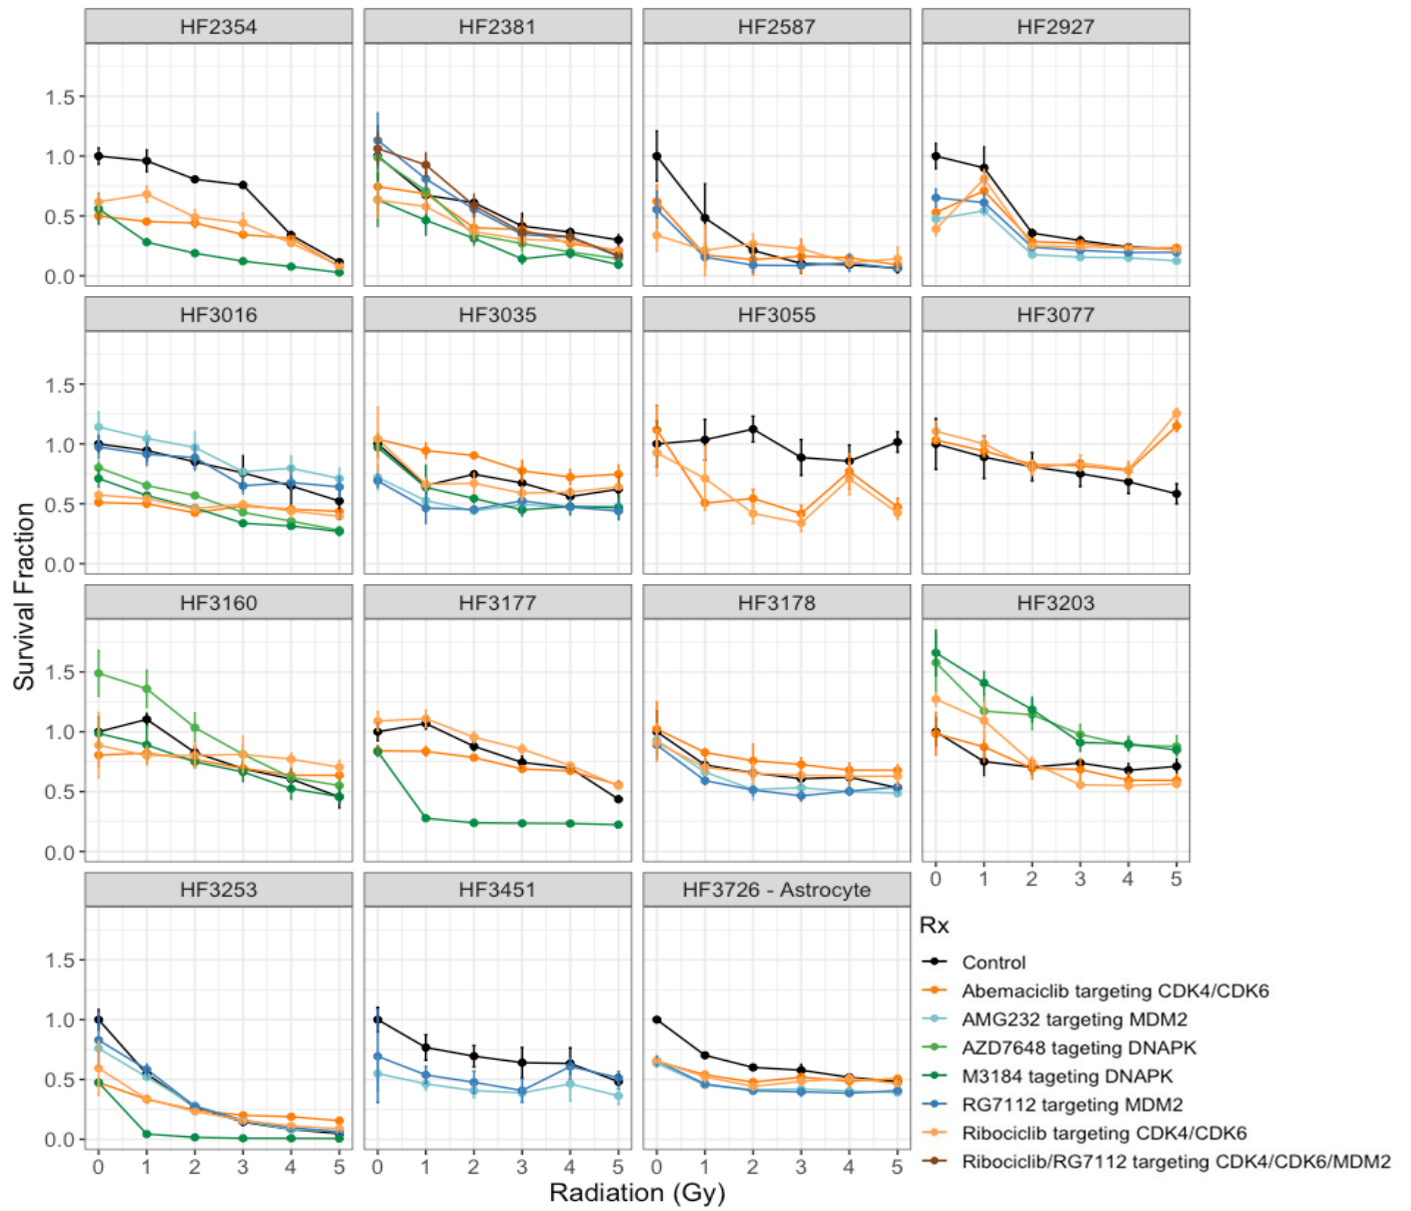 HF2354
HF2381
HF2587
HF2927
1.5
1.0
0.5
0.0
HF3016
HF3035
HF3055
HF3077
1.5
1.0
0.5
0.0
Survival Fraction
HF3160
HF3177
HF3178
HF3203
1.5
1.0
0.5
0.0
0 1 2 3 4 5
HF3253
HF3451
HF3726 - Astrocyte
1.5
1.0
0.5
0.0
0 1 2 3 4 5
0 1 2 3 4 5
0 1 2 3 4 5
Radiation (Gy)
Rx
Control
Abemaciclib targeting CDK4/CDK6
AMG232 targeting MDM2
AZD7648 tageting DNAPK
M3184 tageting DNAPK
RG7112 targeting MDM2
Ribociclib targeting CDK4/CDK6
Ribociclib/RG7112 targeting CDK4/CDK6/MDM2